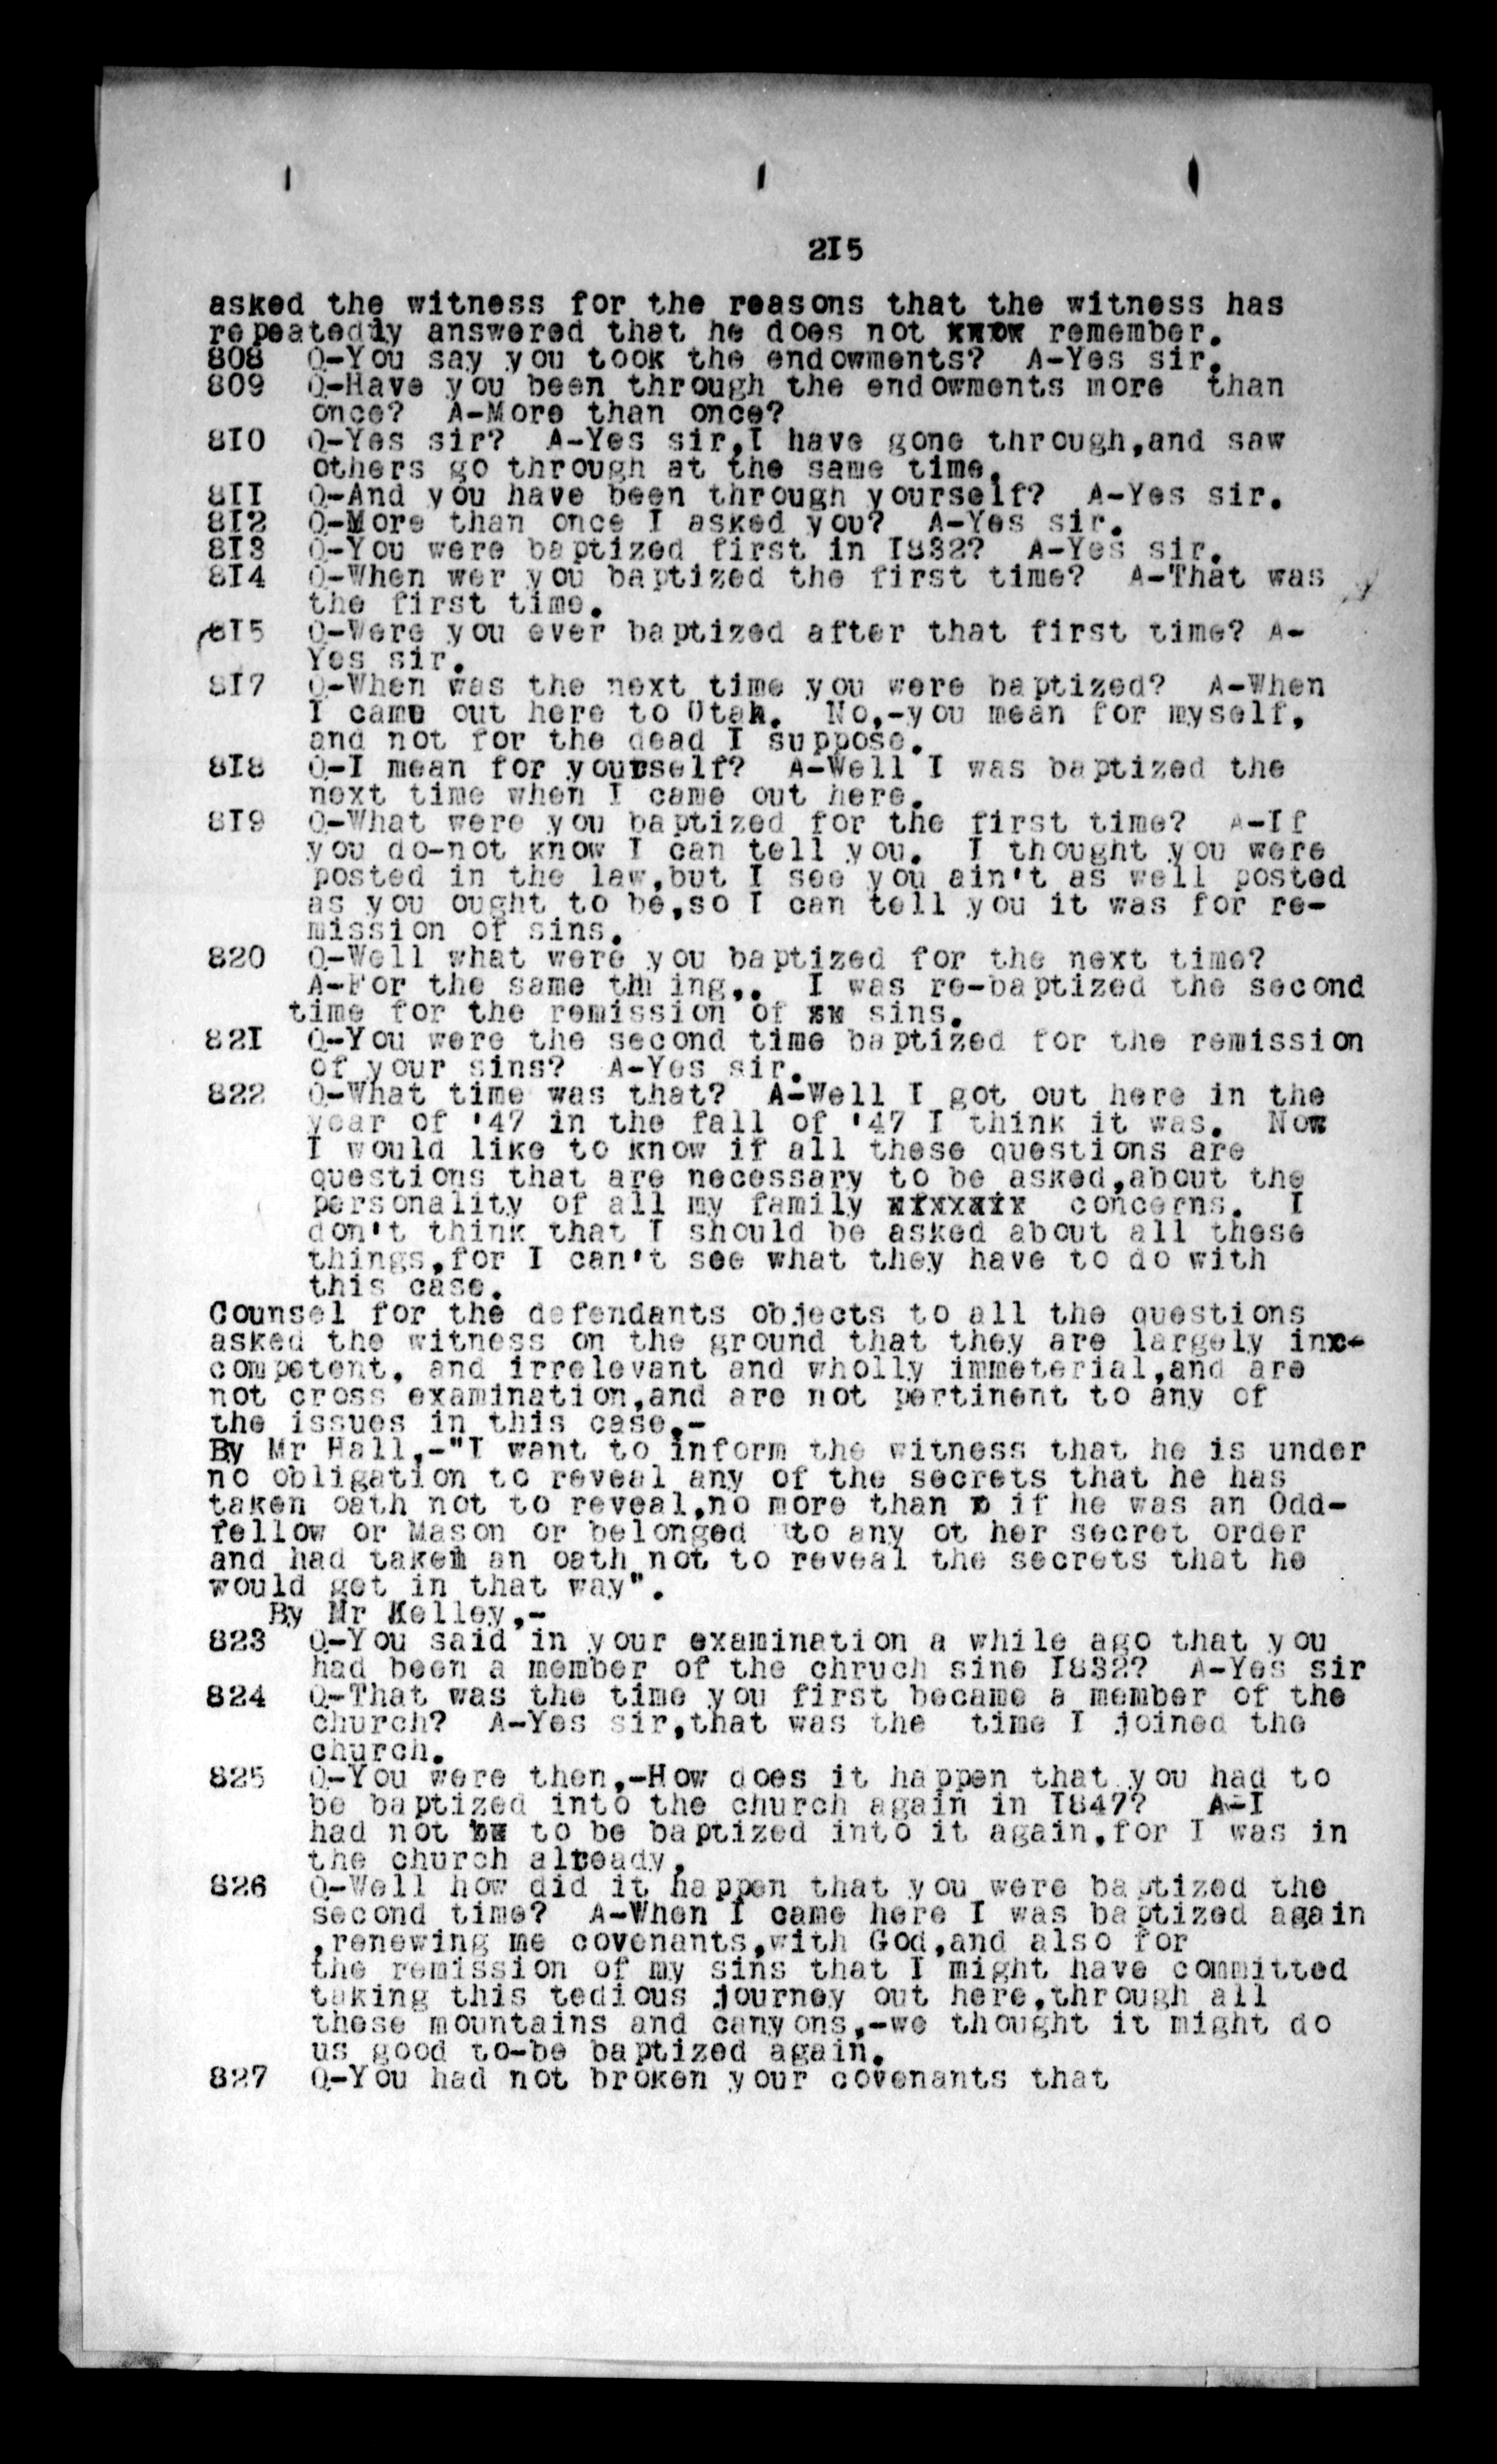 2I5
asked the witness for the reasons that the witness has
repeatedly answered that he does not xxxx remember.
808 Q-You say you took the endowments? A-Yes sir.
809 Q-Have you been through the endowments more than
once? A-More than once?
8I0 Q-Yes sir? A-Yes sir,I have gone through,and saw
others go through at the same time.
8II Q-And you have been through yourself? A-Yes sir.
8I2 Q-More than once I asked you? A-Yes sir.
8I3 Q-You were baptized first in I832? A-Yes sir.
8I4 Q-When wer you baptized the first time? A-That was
the first time.
8I5 Q-Were you ever baptized after that first time? A-
Yes sir.
8I7 Q-When was the next time you were baptized? A-When
I came out here to Utah. No,-you mean for myself,
and not for the dead I suppose.
8I8 Q-I mean for yourself? A-Well I was baptized the
next time when I came out here.
8I9 Q-What were you baptized for the first time? A-If
you do-not know I can tell you. I thought you were
posted in the law,but I see you ain't as well posted
as you ought to be,so I can tell you it was for re-
mission of sins.
820 Q-Well what were you baptized for the next time?
A-For the same thing,. I was re-baptized the second
time for the remission of xx sins.
82I Q-You were the second time baptized for the remission
of your sins? A-Yes sir.
822 Q-What time was that? A-Well I got out here in the
year of '47 in the fall of '47 I think it was. Now
I would like to know if all these questions are
questions that are necessary to be asked,about the
personality of all my family xxxxxxx concerns. I
don't think that I should be asked about all these
things,for I can't see what they have to do with
this case.
Counsel for the defendants objects to all the questions
asked the witness on the ground that they are largely inx-
competent, and irrelevant and wholly immeterial,and are
not cross examination,and are not pertinent to any of
the issues in this case.-
By Mr Hall,-"I want to inform the witness that he is under
no obligation to reveal any of the secrets that he has
taken oath not to reveal,no more than x if he was an Odd-
fellow or Mason or belonged to any ot her secret order
and had taken an oath not to reveal the secrets that he
would get in that way".
By Mr Kelley,-
823 Q-You said in your examination a while ago that you
had been a member of the chruch sine I832? A-Yes sir
824 Q-That was the time you first became a member of the
church? A-Yes sir,that was the time I joined the
church.
825 Q-You were then,-How does it happen that you had to
be baptized into the church again in I847? A-I
had not xx to be baptized into it again,for I was in
the church already.
826 Q-Well how did it happen that you were baptized the
second time? A-When I came here I was baptized again
,renewing me covenants,with God,and also for
the remission of my sins that I might have committed
taking this tedious journey out here,through all
these mountains and canyons,-we thought it might do
us good to-be baptized again.
827 Q-You had not broken your covenants that